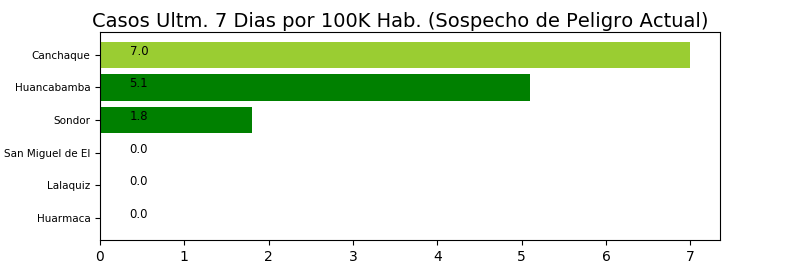 Casos Ultm. 7 Dias por 100K Hab. (Sospecho de Peligro Actual)
Canchaque 7.0
Huancabamba 5.1
Sondor 1.8
San Miguel de El 0.0
Lalaquiz 0.0
Huarmaca 0.0
0 1 2 3 4 5 6 7